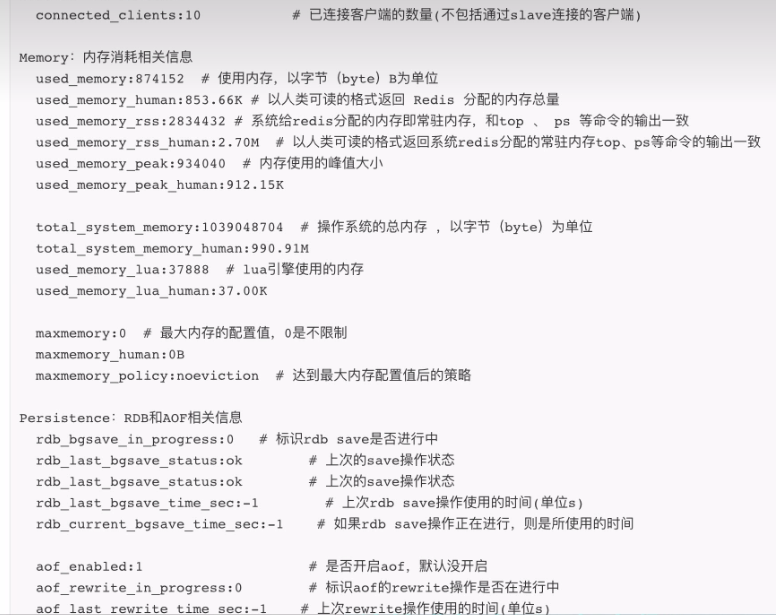 connected_clients:10 # 已连接客户端的数量(不包括通过slave连接的客户端)
Memory：内存消耗相关信息
used_memory:874152 # 使用内存，以字节（byte）B为单位
used_memory_human:853.66K # 以人类可读的格式返回 Redis 分配的内存总量
used_memory_rss:2834432 # 系统给redis分配的内存即常驻内存，和top 、 ps 等命令的输出一致
used_memory_rss_human:2.70M # 以人类可读的格式返回系统redis分配的常驻内存top、ps等命令的输出一致
used_memory_peak:934040 # 内存使用的峰值大小
used_memory_peak_human:912.15K
total_system_memory:1039048704 # 操作系统的总内存 ，以字节（byte）为单位
total_system_memory_human:990.91M
used_memory_lua:37888 # lua引擎使用的内存
used_memory_lua_human:37.00K
maxmemory:0 # 最大内存的配置值，0是不限制
maxmemory_human:0B
maxmemory_policy:noeviction # 达到最大内存配置值后的策略
Persistence：RDB和AOF相关信息
rdb_bgsave_in_progress:0 # 标识rdb save是否进行中
rdb_last_bgsave_status:ok # 上次的save操作状态
rdb_last_bgsave_status:ok # 上次的save操作状态
rdb_last_bgsave_time_sec:-1 # 上次rdb save操作使用的时间(单位s)
rdb_current_bgsave_time_sec:-1 # 如果rdb save操作正在进行，则是所使用的时间
aof_enabled:1 # 是否开启aof，默认没开启
aof_rewrite_in_progress:0 # 标识aof的rewrite操作是否在进行中
aof_last_rewrite_time_sec:-1 # 上次rewrite操作使用的时间(单位s)